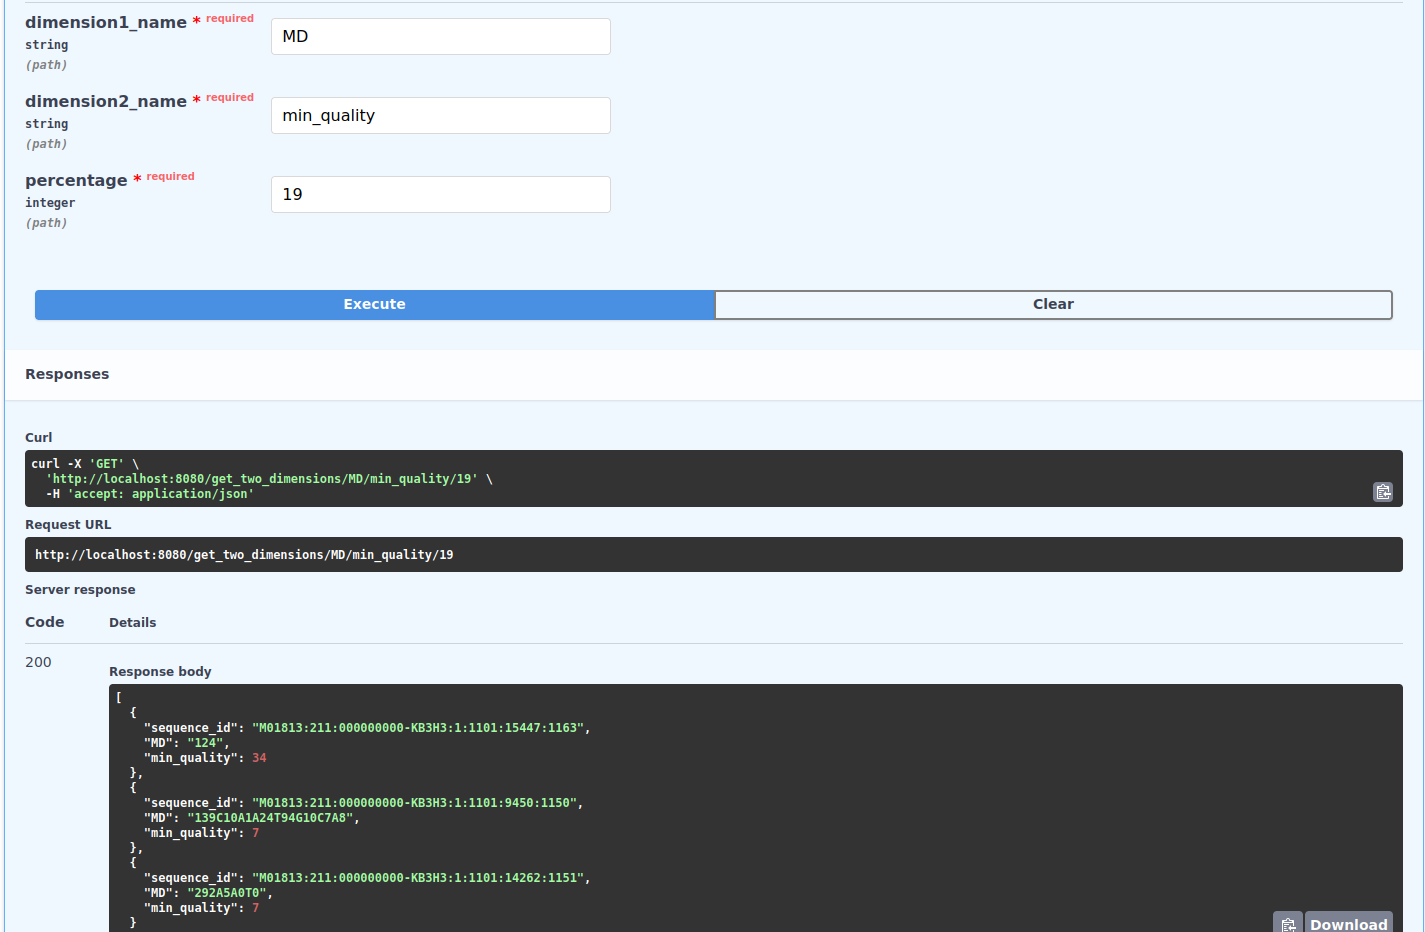 dimension1_name * required
string
(path)
MD
dimension2_name * required
string
(path)
min_quality
percentage * required
integer
(path)
19
Execute
Clear
Responses
Curl
curl -X 'GET' \
  'http://localhost:8080/get_two_dimensions/MD/min_quality/19' \
  -H 'accept: application/json'
Request URL
http://localhost:8080/get_two_dimensions/MD/min_quality/19
Server response
Code Details
200
Response body
[
  {
    "sequence_id": "M01813:211:000000000-KB3H3:1:1101:15447:1163",
    "MD": "124",
    "min_quality": 34
  },
  {
    "sequence_id": "M01813:211:000000000-KB3H3:1:1101:9450:1150",
    "MD": "139C10A1A24T94G10C7A8",
    "min_quality": 7
  },
  {
    "sequence_id": "M01813:211:000000000-KB3H3:1:1101:14262:1151",
    "MD": "292A5A0T0",
    "min_quality": 7
  }
Download